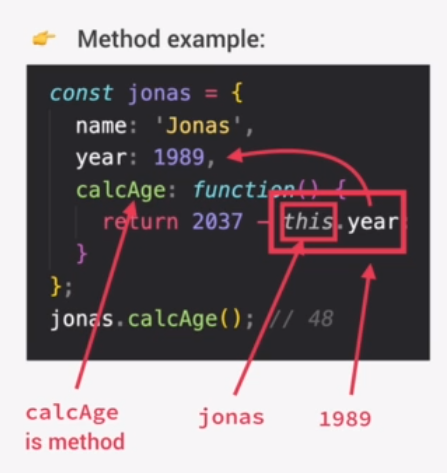 👉 Method example:
const jonas = {
name: 'Jonas',
year: 1989,
calcAge: function() {
return 2037 - this.year;
}
};
jonas.calcAge(); // 48
calcAge
is method
jonas
1989